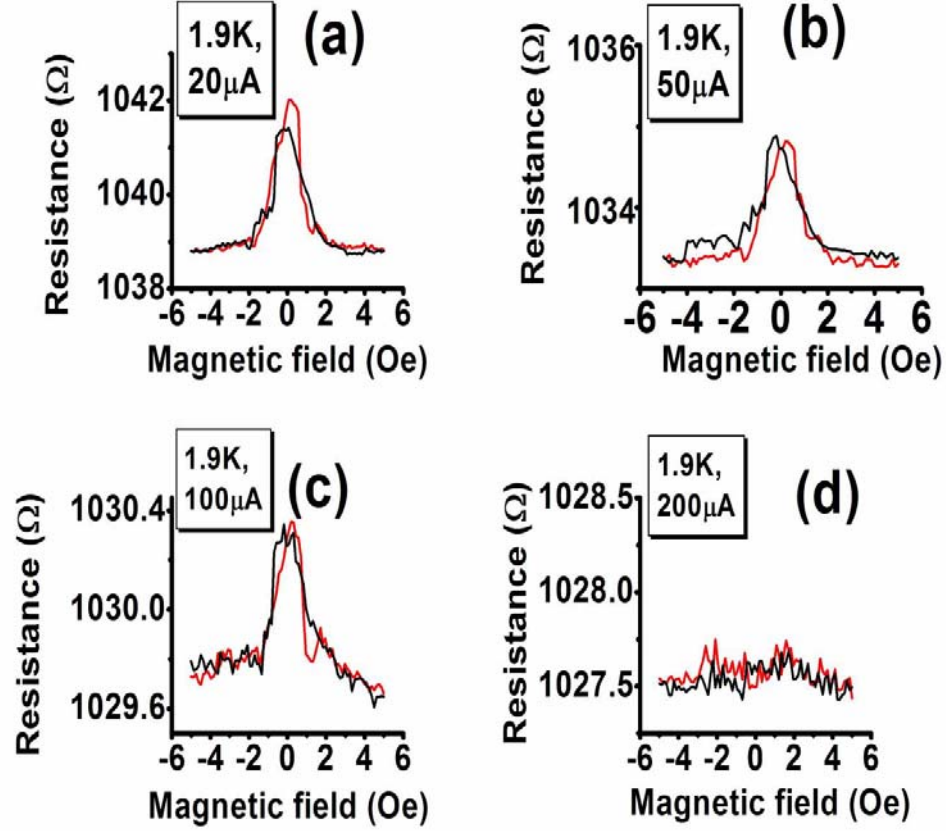 1.9K,
20μA
(a)
Resistance (Ω)
1042
1040
1038
-6 -4 -2 0 2 4 6
Magnetic field (Oe)
1.9K,
50μA
(b)
Resistance (Ω)
1036
1034
-6 -4 -2 0 2 4 6
Magnetic field (Oe)
1.9K,
100μA
(c)
Resistance (Ω)
1030.4
1030.0
1029.6
-6 -4 -2 0 2 4 6
Magnetic field (Oe)
1.9K,
200μA
(d)
Resistance (Ω)
1028.5
1028.0
1027.5
-6 -4 -2 0 2 4 6
Magnetic field (Oe)